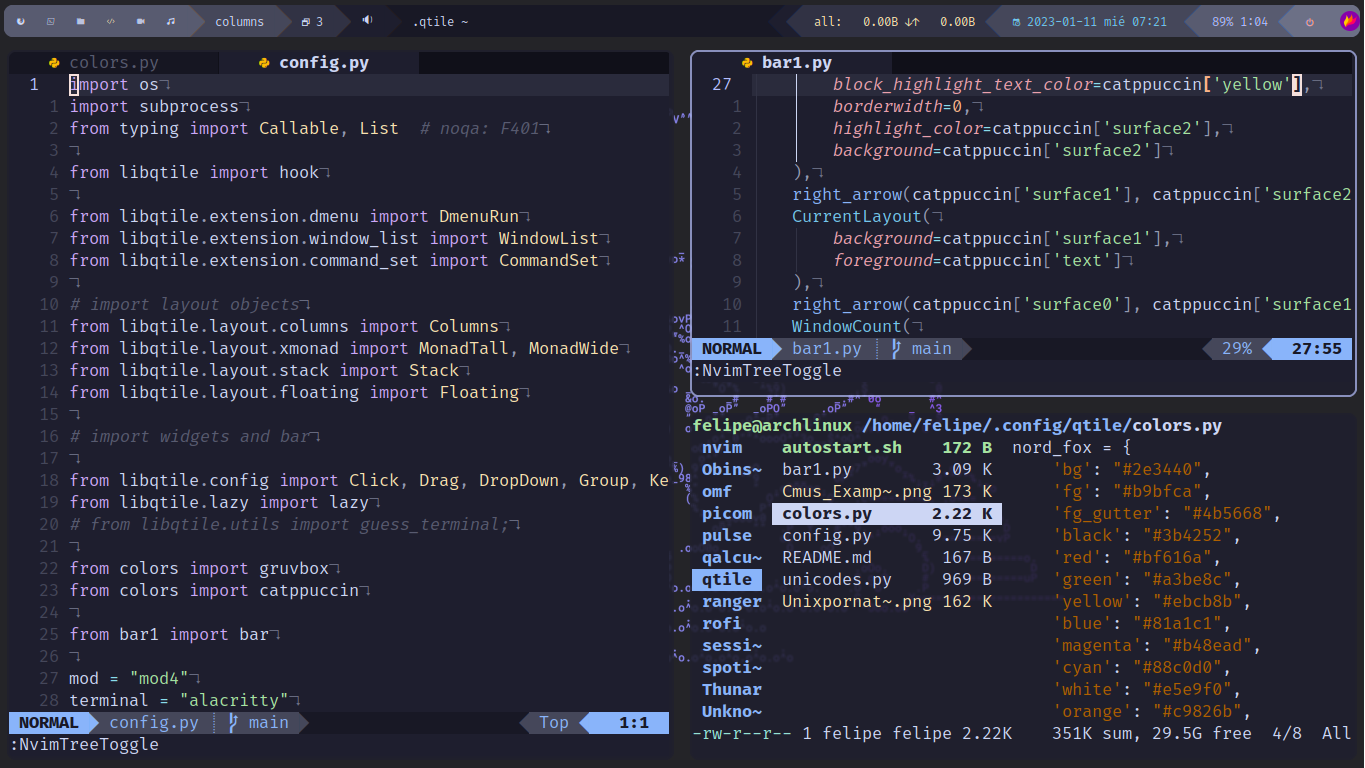 columns
3
.qtile ~
all: 0.00B ↓↑ 0.00B
2023-01-11 mié 07:21
89% 1:04
colors.py config.py
1 import os
1 import subprocess
2 from typing import Callable, List # noqa: F401
3
4 from libqtile import hook
5
6 from libqtile.extension.dmenu import DmenuRun
7 from libqtile.extension.window_list import WindowList
8 from libqtile.extension.command_set import CommandSet
9
10 # import layout objects
11 from libqtile.layout.columns import Columns
12 from libqtile.layout.xmonad import MonadTall, MonadWide
13 from libqtile.layout.stack import Stack
14 from libqtile.layout.floating import Floating
15
16 # import widgets and bar
17
18 from libqtile.config import Click, Drag, DropDown, Group, Ke
19 from libqtile.lazy import lazy
20 # from libqtile.utils import guess_terminal;
21
22 from colors import gruvbox
23 from colors import catppuccin
24
25 from bar1 import bar
26
27 mod = "mod4"
28 terminal = "alacritty"
NORMAL config.py main Top 1:1
:NvimTreeToggle
bar1.py
27 block_highlight_text_color=catppuccin['yellow'],
1 borderwidth=0,
2 highlight_color=catppuccin['surface2'],
3 background=catppuccin['surface2']
4 ),
5 right_arrow(catppuccin['surface1'], catppuccin['surface2
6 CurrentLayout(
7 background=catppuccin['surface1'],
8 foreground=catppuccin['text']
9 ),
10 right_arrow(catppuccin['surface0'], catppuccin['surface1
11 WindowCount(
NORMAL bar1.py main 29% 27:55
:NvimTreeToggle
felipe@archlinux /home/felipe/.config/qtile/colors.py
nvim autostart.sh 172 B nord_fox = {
Obins~ bar1.py 3.09 K 'bg': "#2e3440",
omf Cmus_Examp~.png 173 K 'fg': "#b9bfca",
picom colors.py 2.22 K 'fg_gutter': "#4b5668",
pulse config.py 9.75 K 'black': "#3b4252",
qalcu~ README.md 167 B 'red': "#bf616a",
qtile unicodes.py 969 B 'green': "#a3be8c",
ranger Unixpornat~.png 162 K 'yellow': "#ebcb8b",
rofi 'blue': "#81a1c1",
sessi~ 'magenta': "#b48ead",
spoti~ 'cyan': "#88c0d0",
Thunar 'white': "#e5e9f0",
Unkno~ 'orange': "#c9826b",
-rw-r--r-- 1 felipe felipe 2.22K 351K sum, 29.5G free 4/8 All